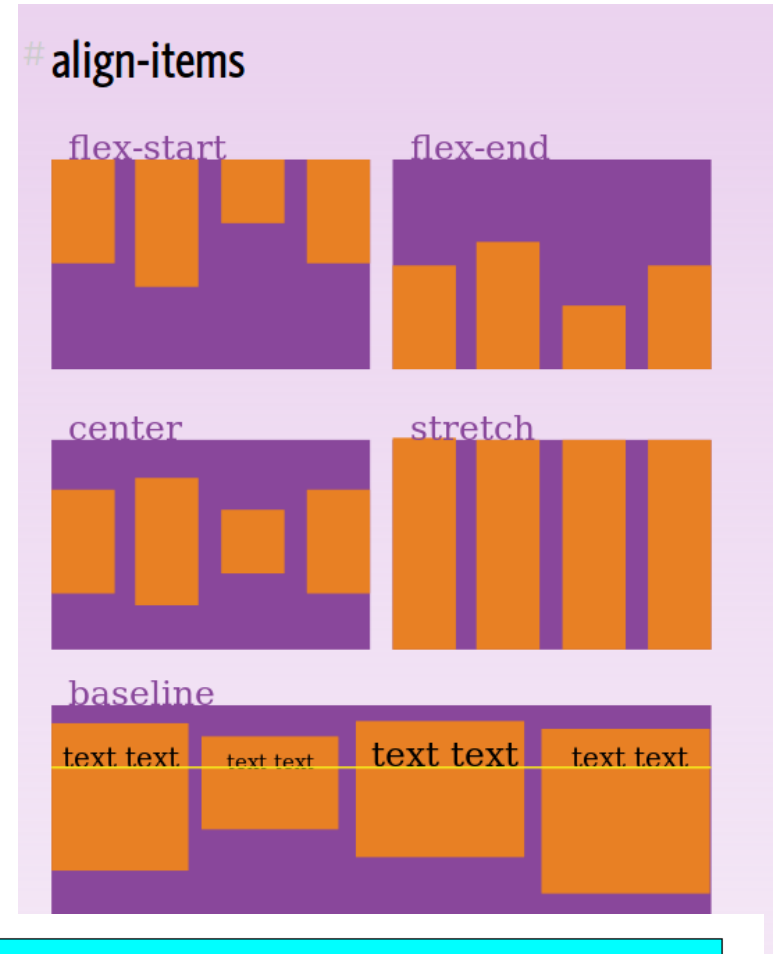 # align-items
flex-start
flex-end
center
stretch
baseline
text text
text text
text text
text text